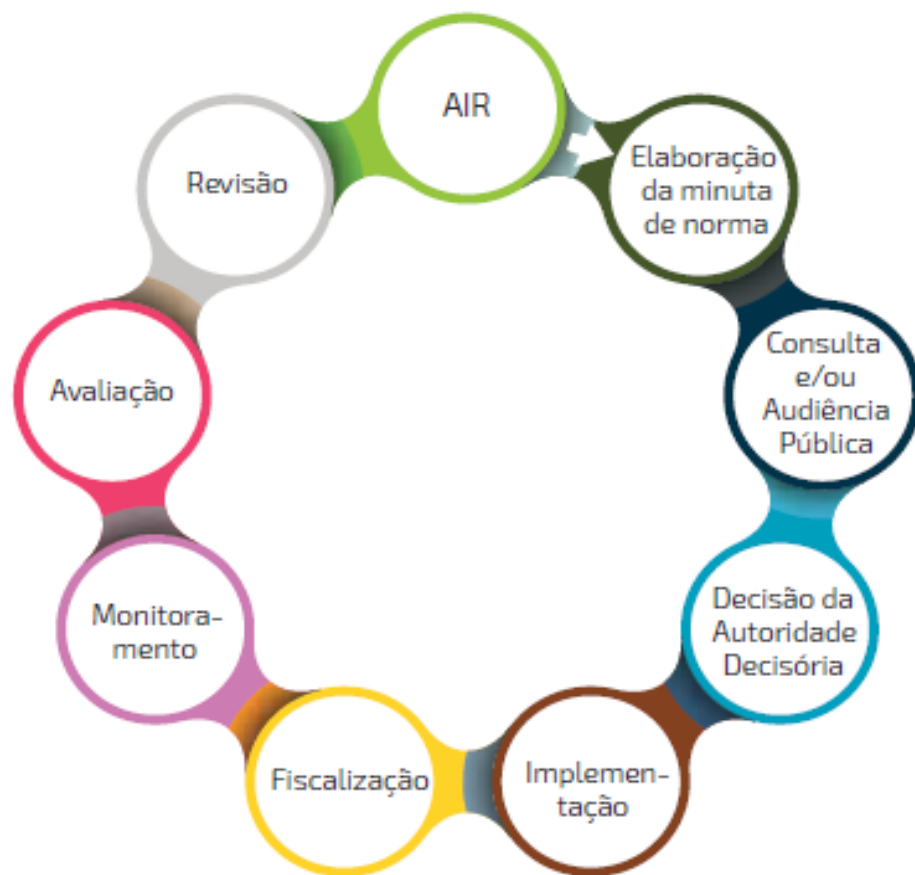 AIR
Elaboração
da minuta
de norma
Consulta
e/ou
Audiência
Pública
Decisão da
Autoridade
Decisória
Implemen-
tação
Fiscalização
Monitora-
mento
Avaliação
Revisão